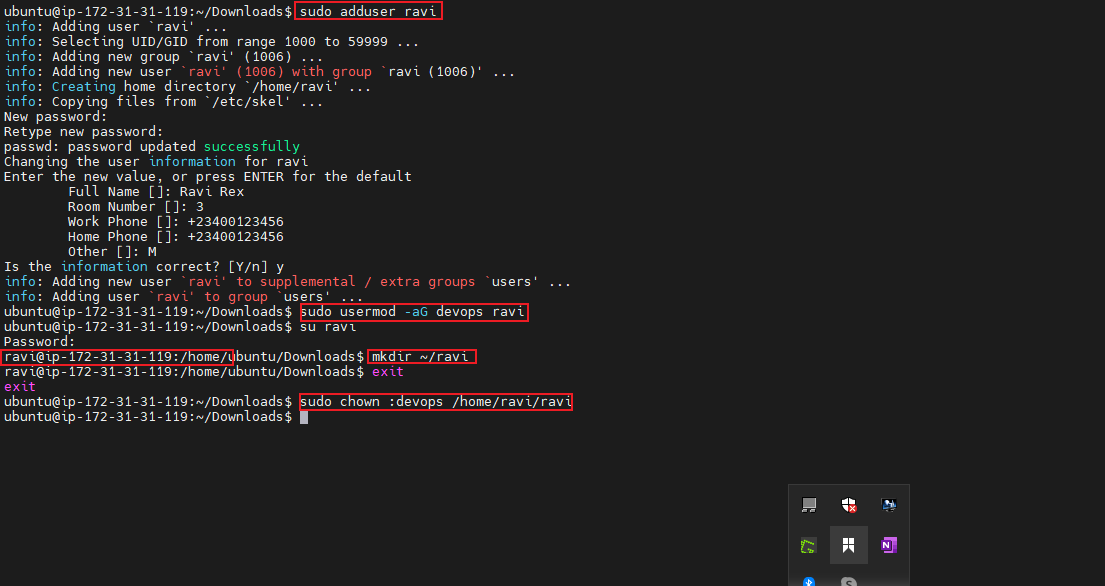 ubuntu@ip-172-31-31-119:~/Downloads$ sudo adduser ravi
info: Adding user `ravi' ...
info: Selecting UID/GID from range 1000 to 59999 ...
info: Adding new group `ravi' (1006) ...
info: Adding new user `ravi' (1006) with group `ravi (1006)' ...
info: Creating home directory `/home/ravi' ...
info: Copying files from `/etc/skel' ...
New password:
Retype new password:
passwd: password updated successfully
Changing the user information for ravi
Enter the new value, or press ENTER for the default
Full Name []: Ravi Rex
Room Number []: 3
Work Phone []: +23400123456
Home Phone []: +23400123456
Other []: M
Is the information correct? [Y/n] y
info: Adding new user `ravi' to supplemental / extra groups `users' ...
info: Adding user `ravi' to group `users' ...
ubuntu@ip-172-31-31-119:~/Downloads$ sudo usermod -aG devops ravi
ubuntu@ip-172-31-31-119:~/Downloads$ su ravi
Password:
ravi@ip-172-31-31-119:/home/ubuntu/Downloads$ mkdir ~/ravi
ravi@ip-172-31-31-119:/home/ubuntu/Downloads$ exit
exit
ubuntu@ip-172-31-31-119:~/Downloads$ sudo chown :devops /home/ravi/ravi
ubuntu@ip-172-31-31-119:~/Downloads$
N
S